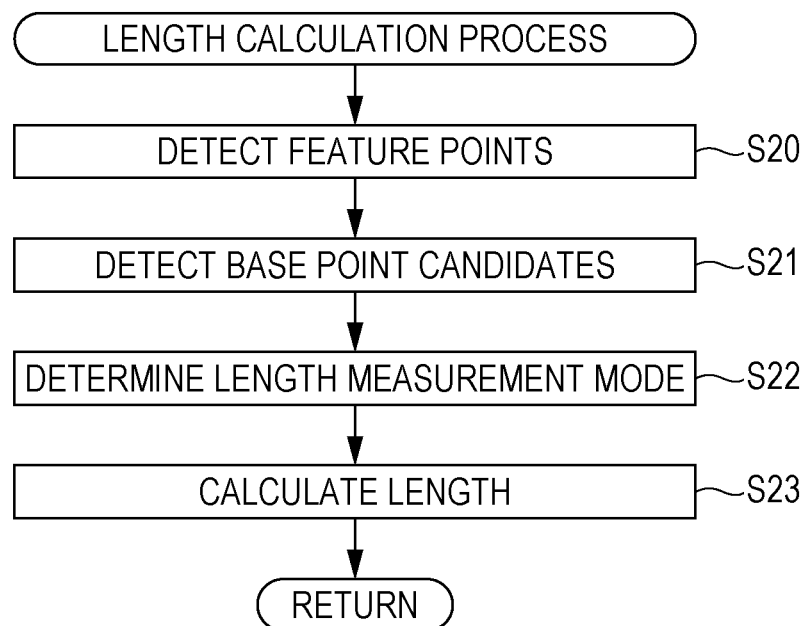 LENGTH CALCULATION PROCESS
DETECT FEATURE POINTS S20
DETECT BASE POINT CANDIDATES S21
DETERMINE LENGTH MEASUREMENT MODE S22
CALCULATE LENGTH S23
RETURN